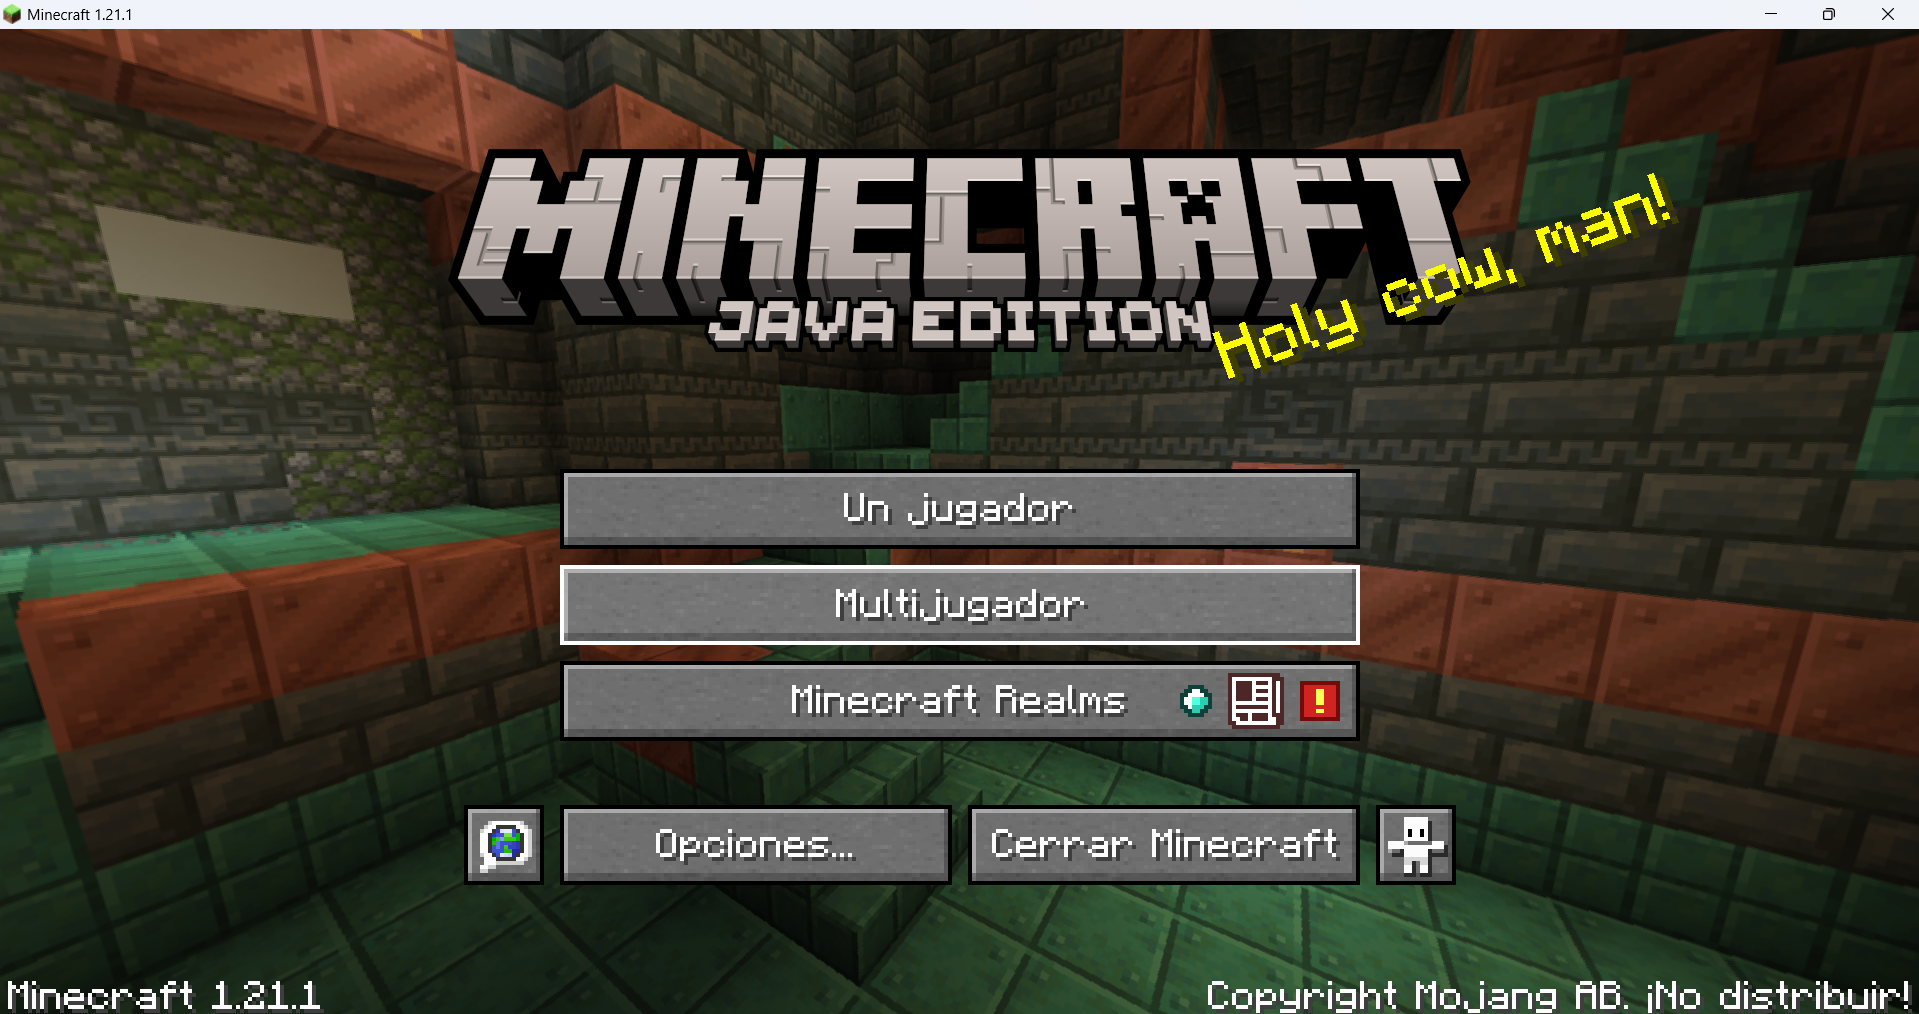 Minecraft 1.21.1
MINECRAFT
JAVA EDITION
Holy cow, man!
Un jugador
Multijugador
Minecraft Realms
Opciones...
Cerrar Minecraft
Minecraft 1.21.1
Copyright Mojang AB. ¡No distribuir!